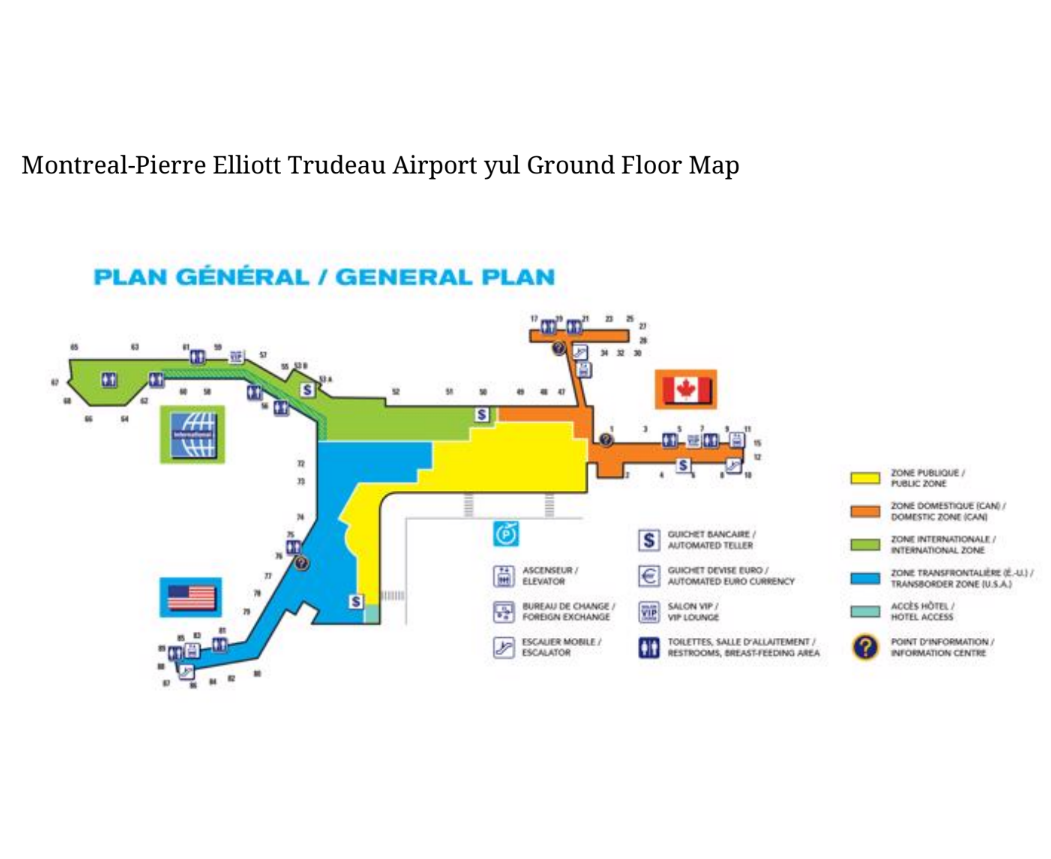 Montreal-Pierre Elliott Trudeau Airport yul Ground Floor Map
PLAN GÉNÉRAL / GENERAL PLAN
17 19 21 23 25
27
28
34 32 30
65 63 61 59 57
55 53 B
53 A
67
68
66 64 62 60 58
56
52 51 50 49 48 47
1 3 5 7 9 11
15
12
2 4 6 8 10
International
72
73
74
75
76
77
78
79
81
83
85
89
88
87 86 84 82 80
P
ZONE PUBLIQUE /
PUBLIC ZONE
ZONE DOMESTIQUE (CAN) /
DOMESTIC ZONE (CAN)
ZONE INTERNATIONALE /
INTERNATIONAL ZONE
ZONE TRANSFRONTALIÈRE (É.-U.) /
TRANSBORDER ZONE (U.S.A.)
ACCÈS HÔTEL /
HOTEL ACCESS
POINT D'INFORMATION /
INFORMATION CENTRE
GUICHET BANCAIRE /
AUTOMATED TELLER
GUICHET DEVISE EURO /
AUTOMATED EURO CURRENCY
SALON VIP /
VIP LOUNGE
TOILETTES, SALLE D'ALLAITEMENT /
RESTROOMS, BREAST-FEEDING AREA
ASCENSEUR /
ELEVATOR
BUREAU DE CHANGE /
FOREIGN EXCHANGE
ESCALIER MOBILE /
ESCALATOR